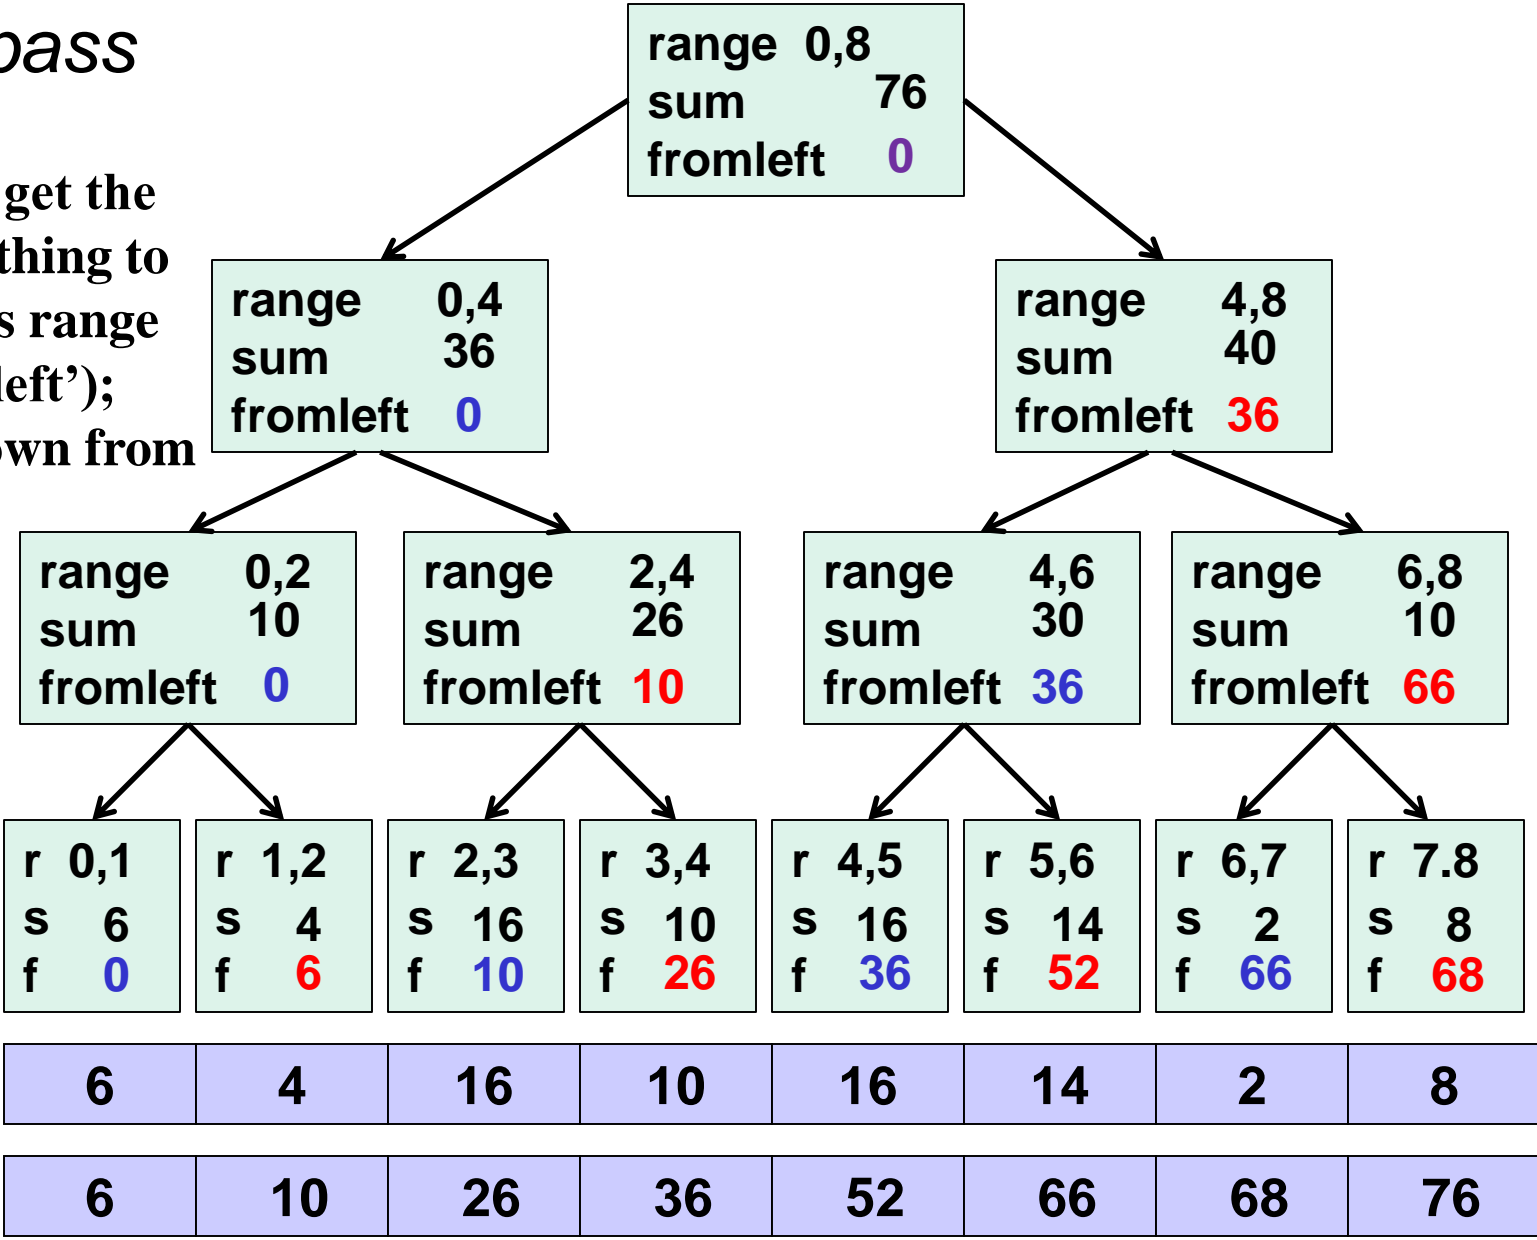 pass
get the
thing to
s range
left’);
wn from
range 0,8
sum 76
fromleft 0
range 0,4
sum 36
fromleft 0
range 4,8
sum 40
fromleft 36
range 0,2
sum 10
fromleft 0
range 2,4
sum 26
fromleft 10
range 4,6
sum 30
fromleft 36
range 6,8
sum 10
fromleft 66
r 0,1
s 6
f 0
r 1,2
s 4
f 6
r 2,3
s 16
f 10
r 3,4
s 10
f 26
r 4,5
s 16
f 36
r 5,6
s 14
f 52
r 6,7
s 2
f 66
r 7.8
s 8
f 68
6 4 16 10 16 14 2 8
6 10 26 36 52 66 68 76